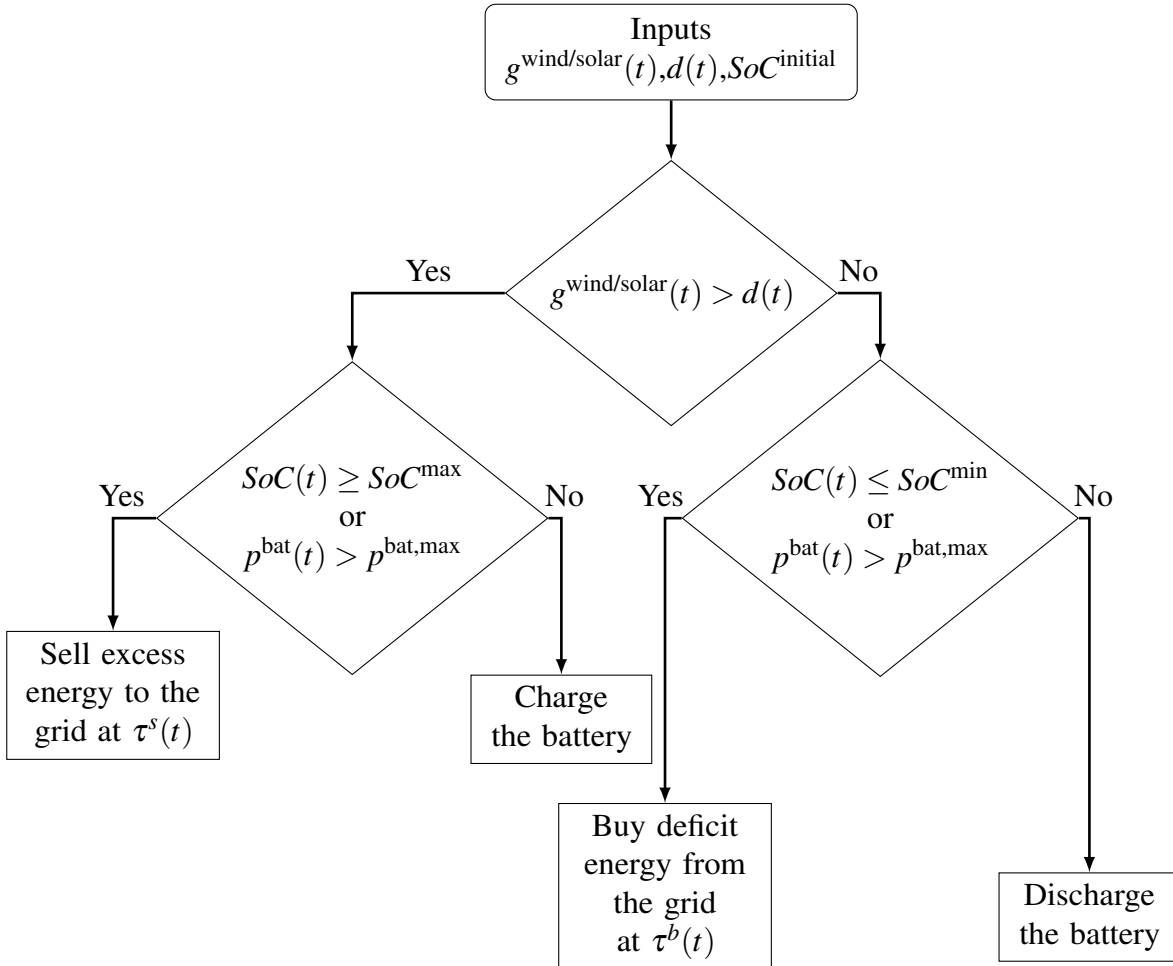 Inputs
g^wind/solar(t),d(t),SoC^initial
Yes
No
g^wind/solar(t) > d(t)
Yes
SoC(t) ≥ SoC^max
or
p^bat(t) > p^bat,max
No
Yes
SoC(t) ≤ SoC^min
or
p^bat(t) > p^bat,max
No
Sell excess
energy to the
grid at τ^s(t)
Charge
the battery
Buy deficit
energy from
the grid
at τ^b(t)
Discharge
the battery